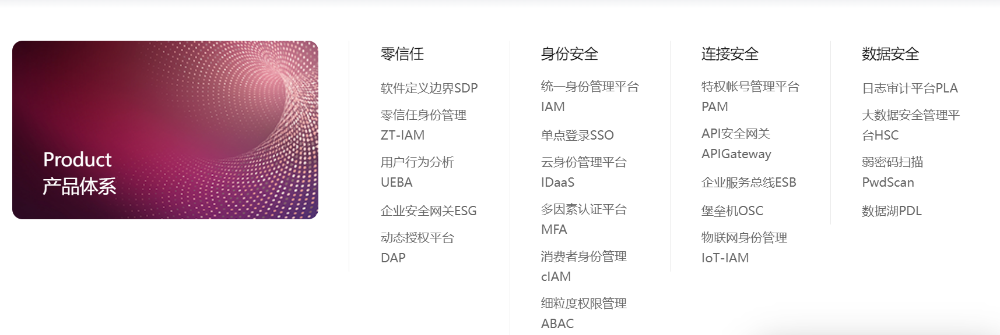 Product
产品体系
零信任
软件定义边界SDP
零信任身份管理
ZT-IAM
用户行为分析
UEBA
企业安全网关ESG
动态授权平台
DAP
身份安全
统一身份管理平台
IAM
单点登录SSO
云身份管理平台
IDaaS
多因素认证平台
MFA
消费者身份管理
cIAM
细粒度权限管理
ABAC
连接安全
特权帐号管理平台
PAM
API安全网关
APIGateway
企业服务总线ESB
堡垒机OSC
物联网身份管理
IoT-IAM
数据安全
日志审计平台PLA
大数据安全管理平
台HSC
弱密码扫描
PwdScan
数据湖PDL